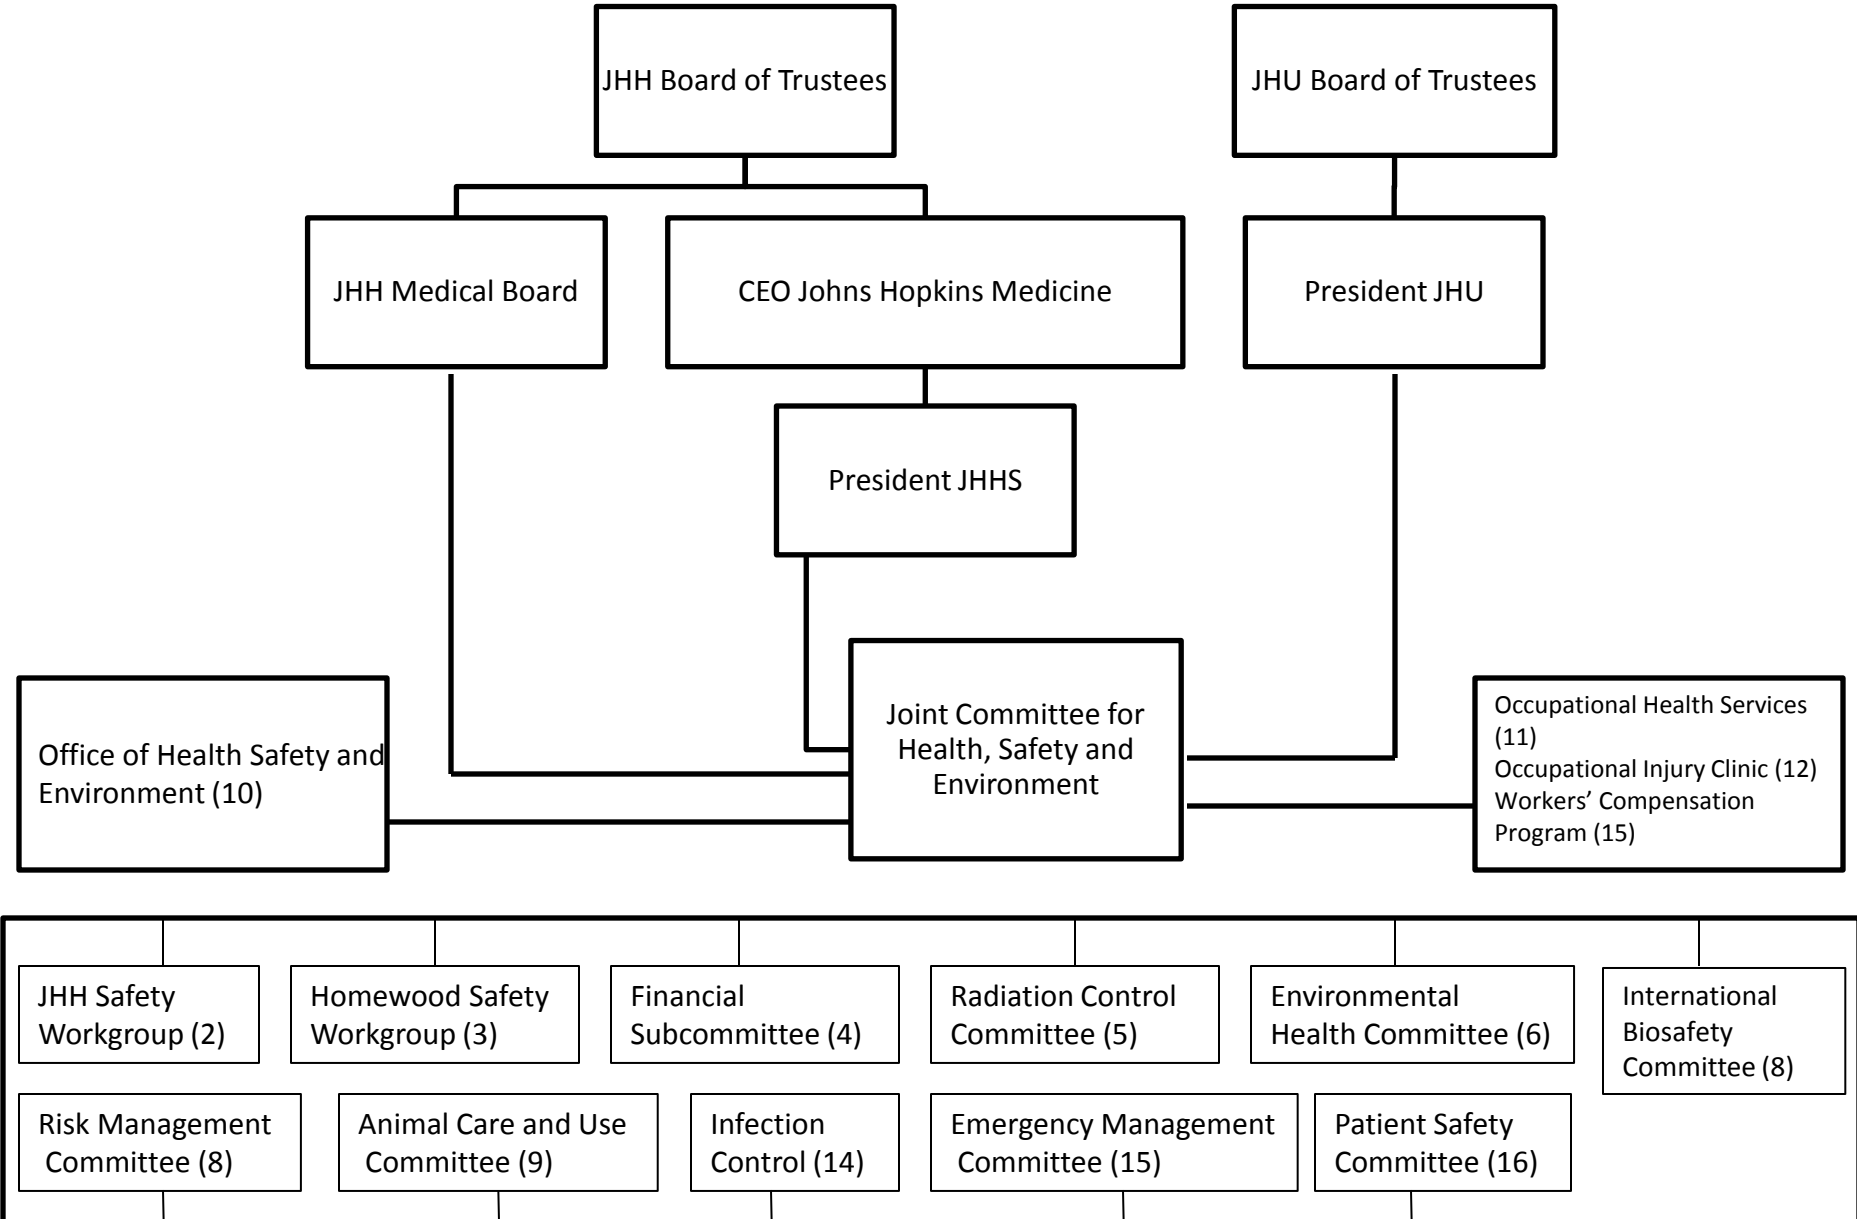 JHH Board of Trustees
JHU Board of Trustees
JHH Medical Board
CEO Johns Hopkins Medicine
President JHU
President JHHS
Office of Health Safety and
Environment (10)
Joint Committee for
Health, Safety and
Environment
Occupational Health Services
(11)
Occupational Injury Clinic (12)
Workers’ Compensation
Program (15)
JHH Safety
Workgroup (2)
Homewood Safety
Workgroup (3)
Financial
Subcommittee (4)
Radiation Control
Committee (5)
Environmental
Health Committee (6)
International
Biosafety
Committee (8)
Risk Management
Committee (8)
Animal Care and Use
Committee (9)
Infection
Control (14)
Emergency Management
Committee (15)
Patient Safety
Committee (16)